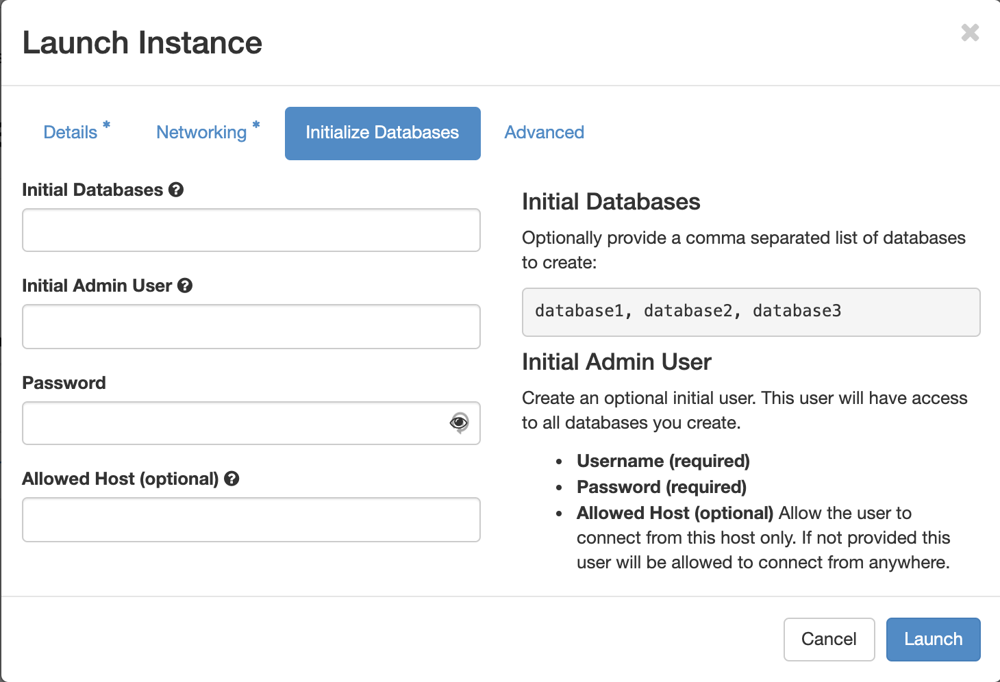 Launch Instance
Details *
Networking *
Initialize Databases
Advanced
Initial Databases
Initial Admin User
Password
Allowed Host (optional)
Initial Databases
Optionally provide a comma separated list of databases
to create:
database1, database2, database3
Initial Admin User
Create an optional initial user. This user will have access
to all databases you create.
• Username (required)
• Password (required)
• Allowed Host (optional) Allow the user to
connect from this host only. If not provided this
user will be allowed to connect from anywhere.
Cancel
Launch